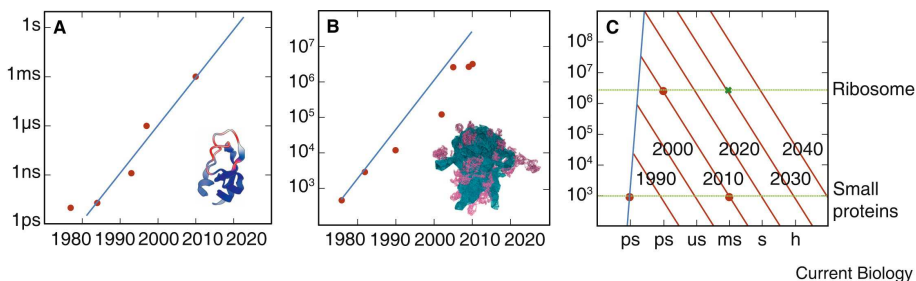 A
1s
1ms
1µs
1ns
1ps
1980 1990 2000 2010 2020
B
10⁷
10⁶
10⁵
10⁴
10³
1980 1990 2000 2010 2020
C
10⁸
10⁷
10⁶
10⁵
10⁴
10³
Ribosome
2000 2020 2040
1990 2010 2030
Small
proteins
ps ps us ms s h
Current Biology